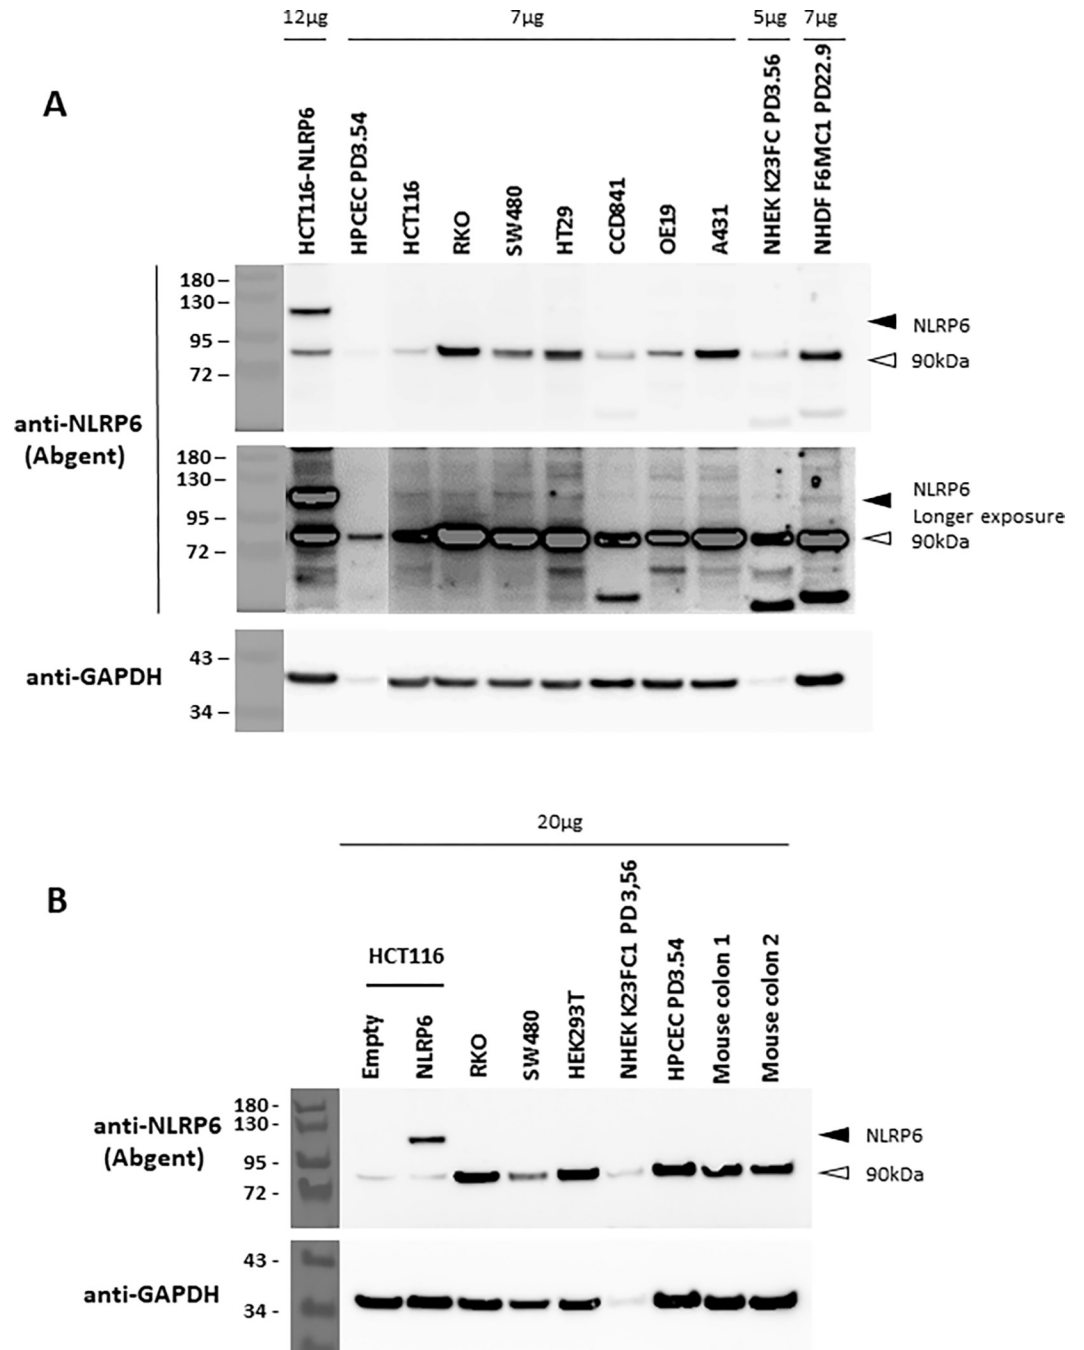 12µg
7µg
5µg
7µg
A
HCT116-NLRP6
HPCEC PD3.54
HCT116
RKO
SW480
HT29
CCD841
OE19
A431
NHEK K23FC PD3.56
NHDF F6MC1 PD22.9
180 –
130 –
95 –
72 –
NLRP6
90kDa
anti-NLRP6
(Abgent)
180 –
130 –
95 –
72 –
NLRP6
Longer exposure
90kDa
anti-GAPDH
43 –
34 –
20µg
B
HCT116
Empty
NLRP6
RKO
SW480
HEK293T
NHEK K23FC1 PD 3,56
HPCEC PD3.54
Mouse colon 1
Mouse colon 2
anti-NLRP6
(Abgent)
180 -
130 -
95 -
72 -
NLRP6
90kDa
anti-GAPDH
43 -
34 -